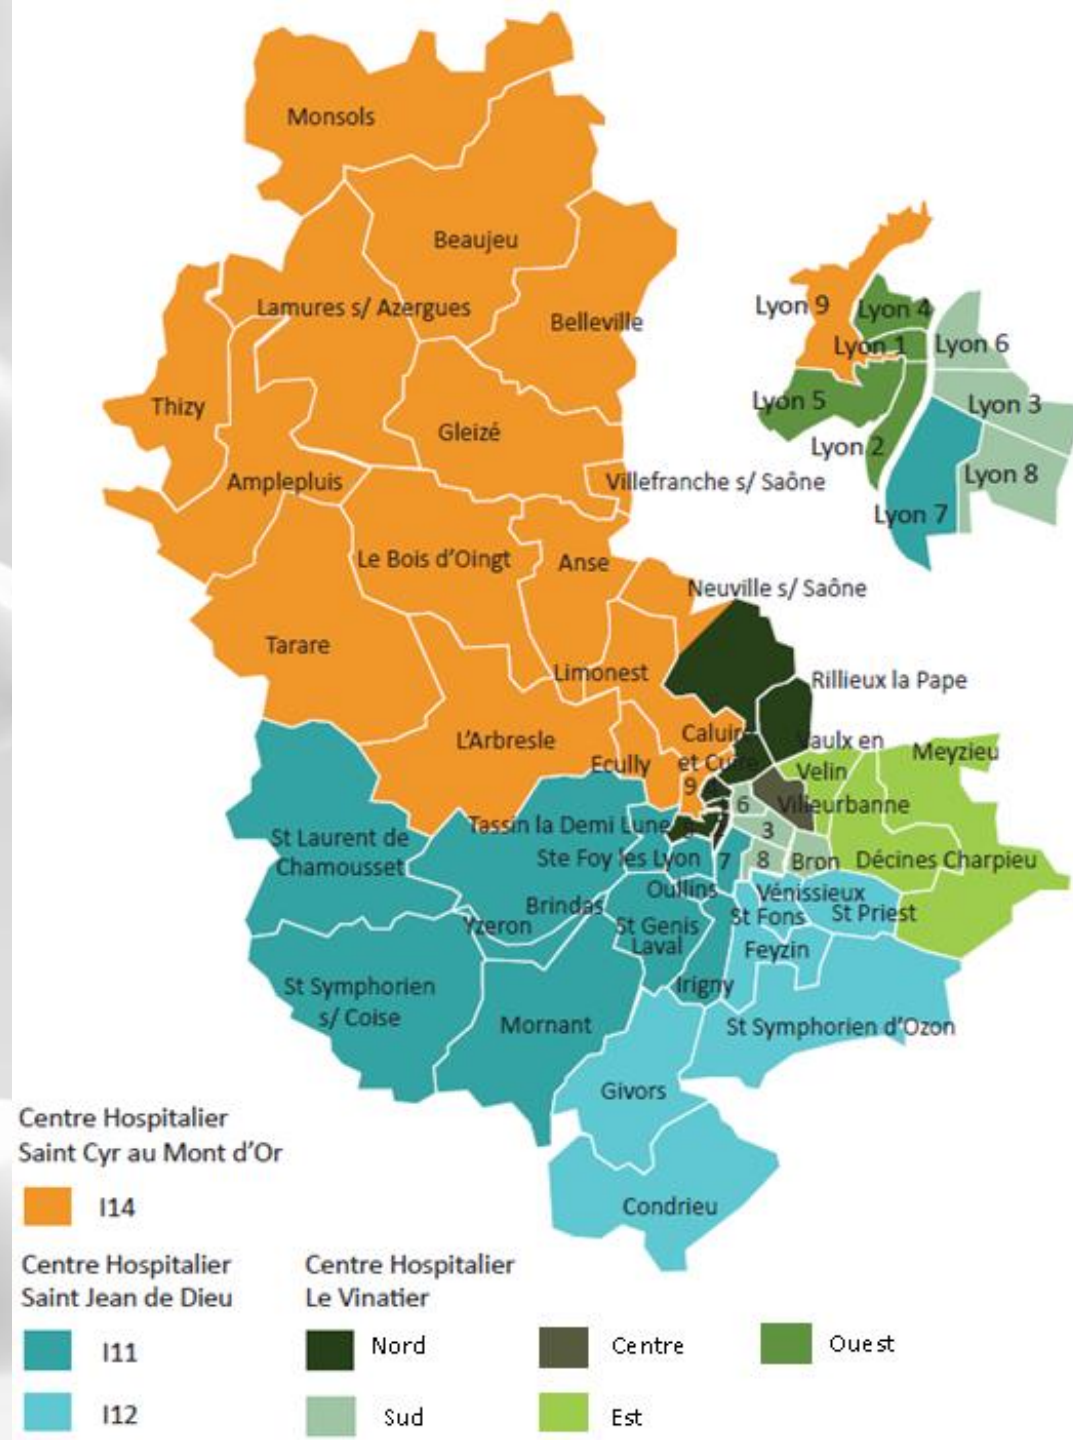 Monsols
Beaujeu
Lamures s/ Azergues
Belleville
Thizy
Gleizé
Amplepluis
Villefranche s/ Saône
Le Bois d'Oingt
Anse
Neuville s/ Saône
Tarare
Limonest
Rillieux la Pape
L'Arbresle
Caluir
et Cuire
Ecully
Vaulx en
Velin
Meyzieu
9
6
Villeurbanne
St Laurent de
Chamousset
Tassin la Demi Lune
3
Ste Foy les Lyon
7
8
Bron
Décines Charpieu
Oullins
Vénissieux
Brindas
Yzeron
St Genis
Laval
St Fons
St Priest
Feyzin
St Symphorien
s/ Coise
Irigny
Mornant
St Symphorien d'Ozon
Givors
Condrieu
Lyon 9
Lyon 4
Lyon 1
Lyon 6
Lyon 5
Lyon 3
Lyon 2
Lyon 8
Lyon 7
Centre Hospitalier
Saint Cyr au Mont d'Or
I14
Centre Hospitalier
Saint Jean de Dieu
I11
I12
Centre Hospitalier
Le Vinatier
Nord
Centre
Ouest
Sud
Est